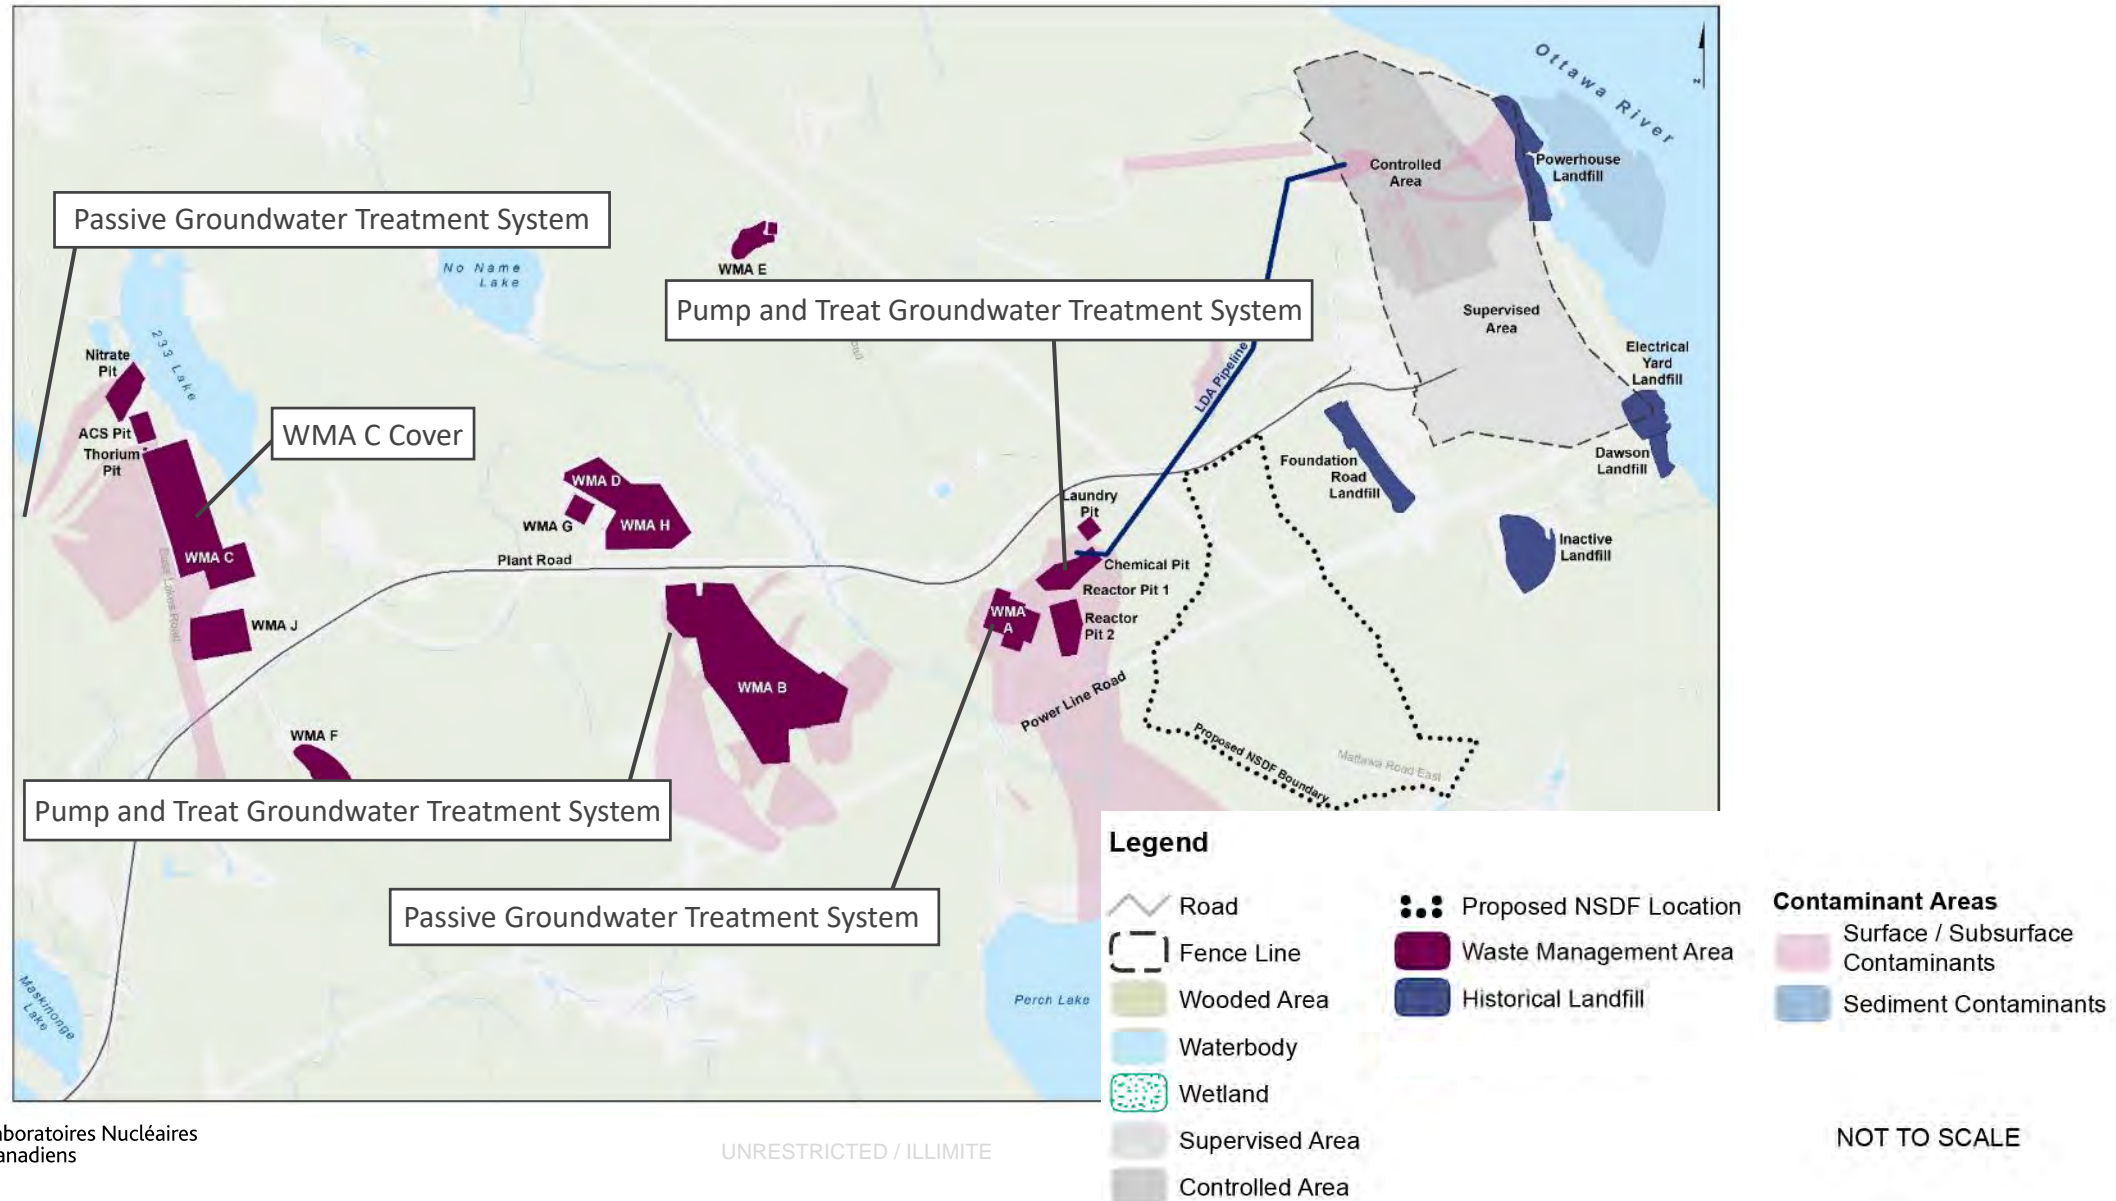 Ottawa River
N
Powerhouse
Landfill
Controlled
Area
Passive Groundwater Treatment System
WMA E
No Name
Lake
Pump and Treat Groundwater Treatment System
Supervised
Area
233 Lake
Nitrate
Pit
Electrical
Yard
Landfill
LDA Pipeline
ACS Pit
WMA C Cover
Thorium
Pit
Dawson
Landfill
Foundation
Road
Landfill
WMA D
WMA G
WMA H
Laundry
Pit
Inactive
Landfill
WMA C
Plant Road
Chemical Pit
Reactor Pit 1
WMA
A
Reactor
Pit 2
WMA J
WMA B
Power Line Road
WMA F
Proposed NSDF Boundary
Mattawa Road East
Pump and Treat Groundwater Treatment System
Passive Groundwater Treatment System
Maskinonge
Lake
Perch Lake
Legend
Road
Fence Line
Wooded Area
Waterbody
Wetland
Supervised Area
Controlled Area
Proposed NSDF Location
Waste Management Area
Historical Landfill
Contaminant Areas
Surface / Subsurface
Contaminants
Sediment Contaminants
aboratoires Nucléaires
anadiens
UNRESTRICTED / ILLIMITE
NOT TO SCALE